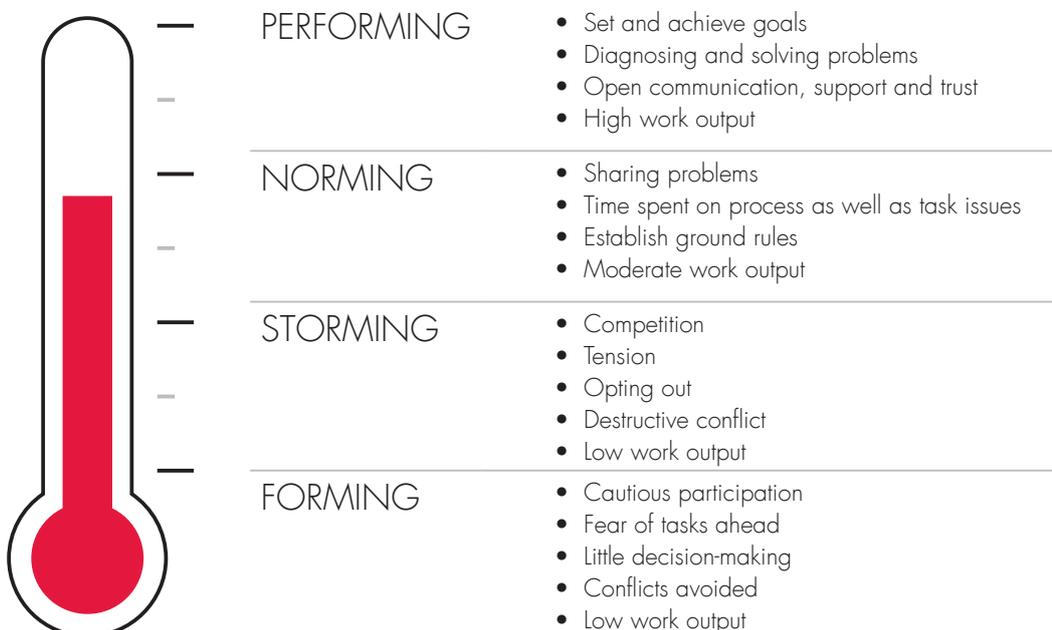 PERFORMING
• Set and achieve goals
• Diagnosing and solving problems
• Open communication, support and trust
• High work output
NORMING
• Sharing problems
• Time spent on process as well as task issues
• Establish ground rules
• Moderate work output
STORMING
• Competition
• Tension
• Opting out
• Destructive conflict
• Low work output
FORMING
• Cautious participation
• Fear of tasks ahead
• Little decision-making
• Conflicts avoided
• Low work output